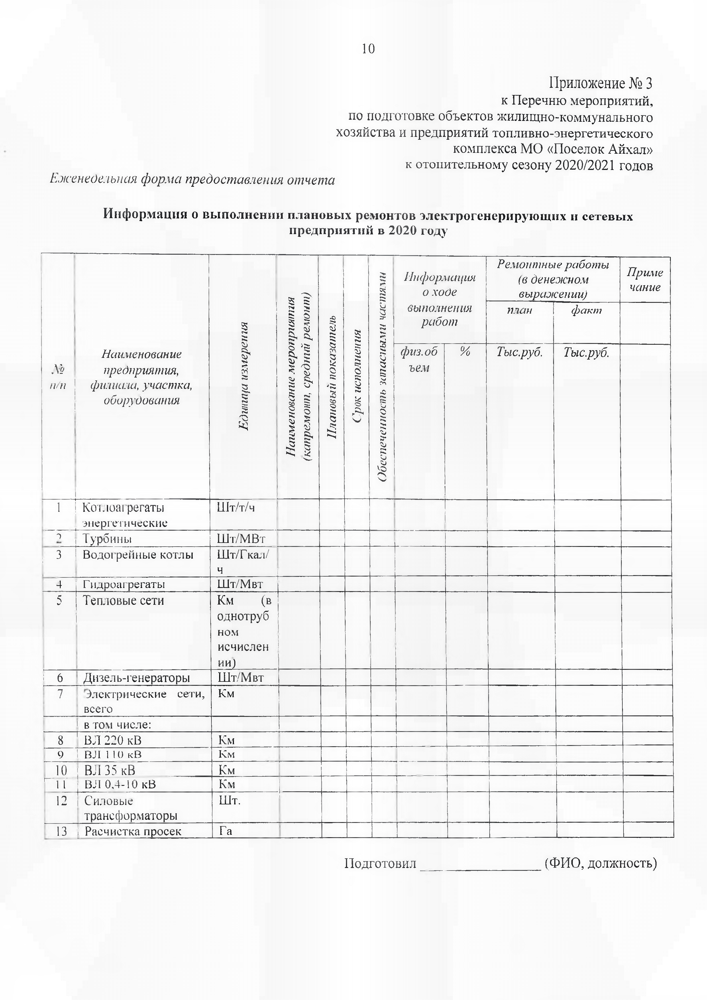 10
Приложение № 3
к Перечню мероприятий,
по подготовке объектов жилищно-коммунального
хозяйства и предприятий топливно-энергетического
комплекса МО «Поселок Айхал»
к отопительному сезону 2020/2021 годов
Еженедельная форма предоставления отчета
Информация о выполнении плановых ремонтов электрогенерирующих и сетевых
предприятий в 2020 году
№
п/п
Наименование
предприятия,
филиала, участка,
оборудования
Единица измерения
Наименование мероприятия
(капремонт, средний ремонт)
Плановый показатель
Срок исполнения
Обеспеченность запасными частями
Информация
о ходе
выполнения
работ
физ.об
ъем
%
Ремонтные работы
(в денежном
выражении)
план
факт
Тыс.руб.
Тыс.руб.
Приме
чание
1 Котлоагрегаты Шт/т/ч
энергетические
2 Турбины Шт/МВт
3 Водогрейные котлы Шт/Гкал/
ч
4 Гидроагрегаты Шт/Мвт
5 Тепловые сети Км (в
однотруб
ном
исчислен
ии)
6 Дизель-генераторы Шт/Мвт
7 Электрические сети, Км
всего
в том числе:
8 ВЛ 220 кВ Км
9 ВЛ 110 кВ Км
10 ВЛ 35 кВ Км
11 ВЛ 0,4-10 кВ Км
12 Силовые Шт.
трансформаторы
13 Расчистка просек Га
Подготовил ________________ (ФИО, должность)